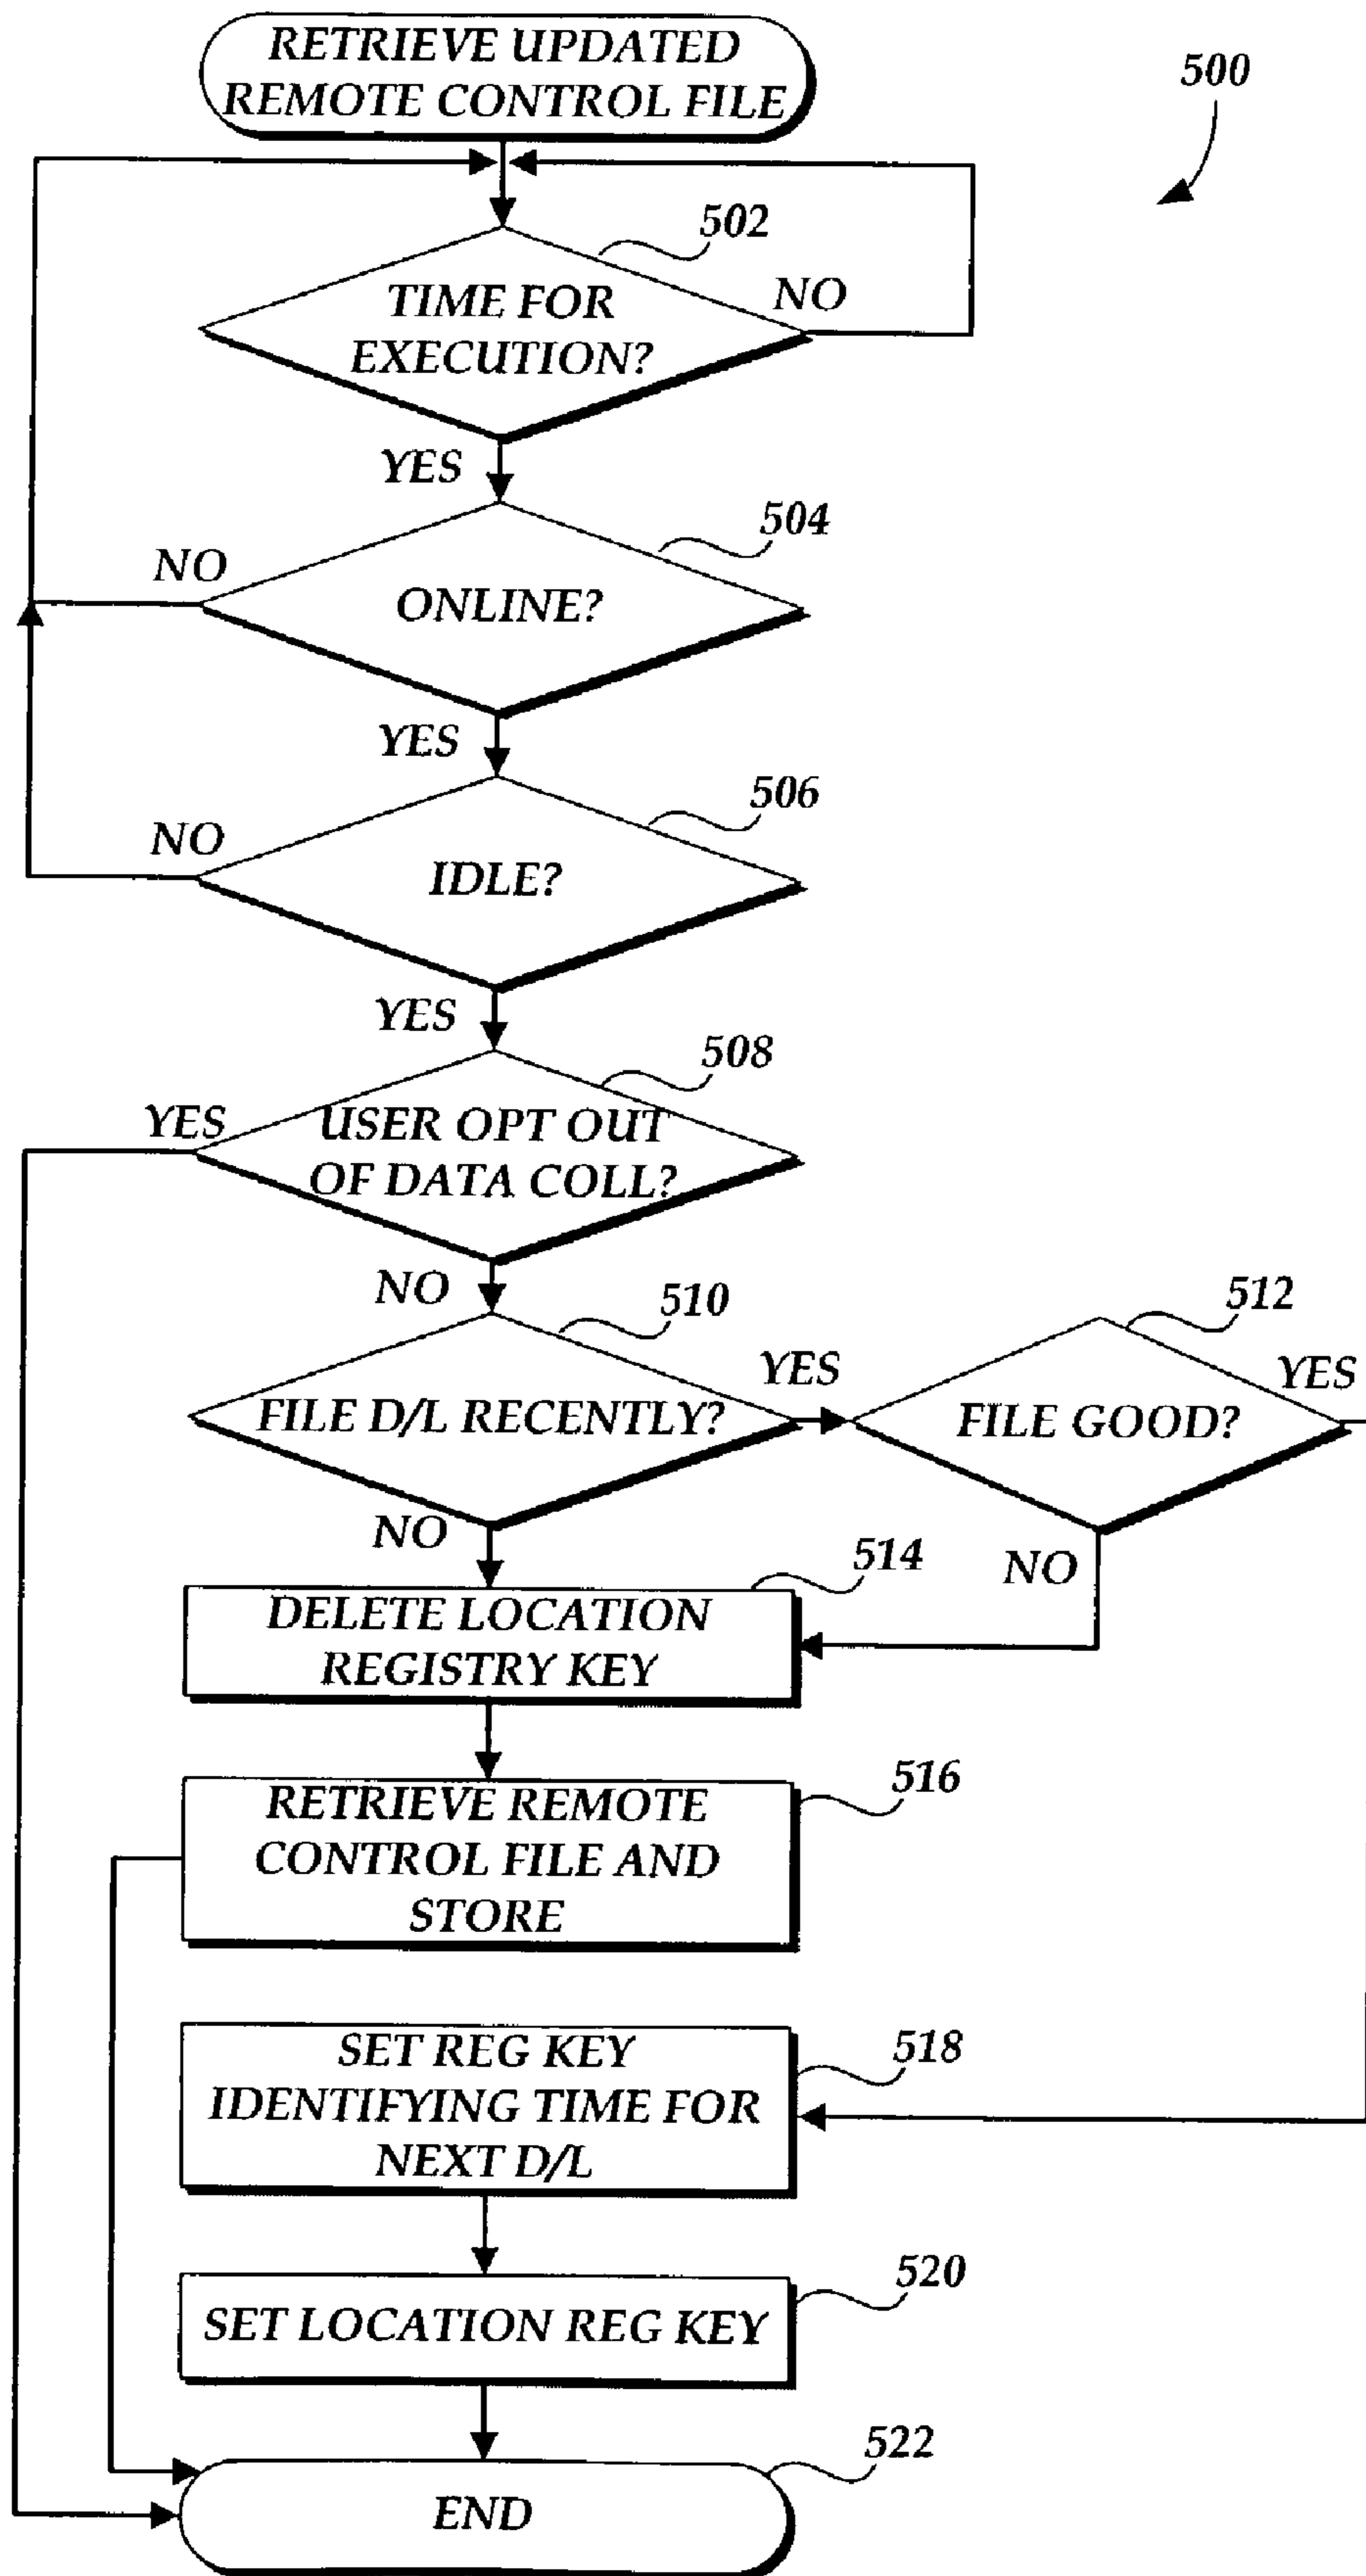 RETRIEVE UPDATED
REMOTE CONTROL FILE
500
502
TIME FOR
EXECUTION?
NO
YES
504
NO
ONLINE?
YES
506
NO
IDLE?
YES
508
YES
USER OPT OUT
OF DATA COLL?
NO
510
512
YES
YES
FILE D/L RECENTLY?
FILE GOOD?
NO
NO
514
DELETE LOCATION
REGISTRY KEY
516
RETRIEVE REMOTE
CONTROL FILE AND
STORE
518
SET REG KEY
IDENTIFYING TIME FOR
NEXT D/L
520
SET LOCATION REG KEY
522
END